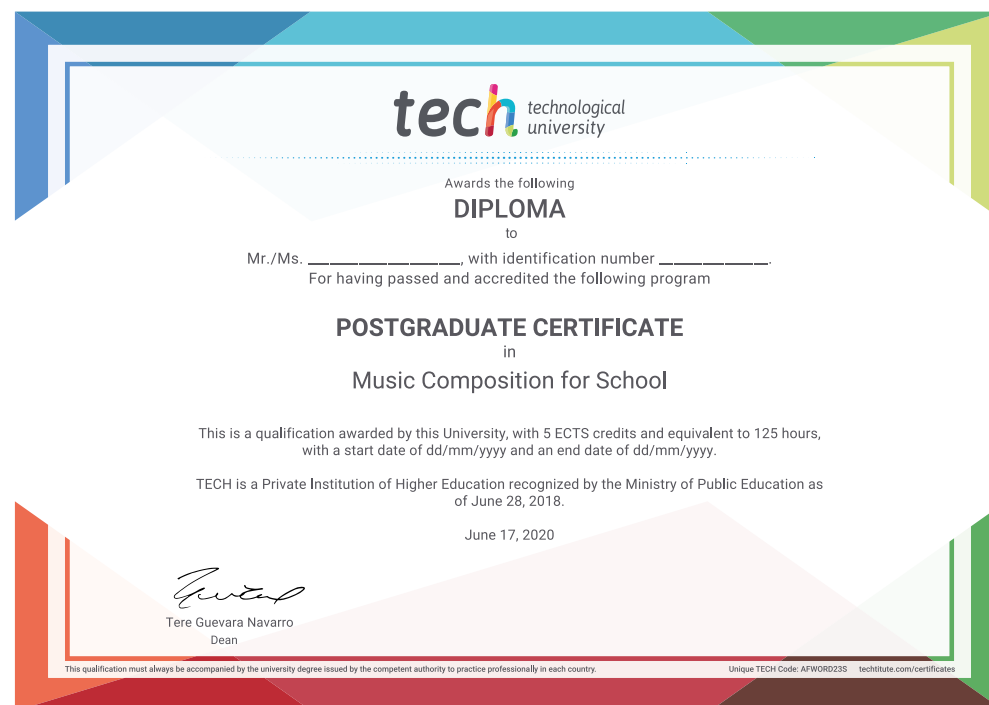 tech technological
university
Awards the following
DIPLOMA
to
Mr./Ms. ____________________, with identification number ______________.
For having passed and accredited the following program
POSTGRADUATE CERTIFICATE
in
Music Composition for School
This is a qualification awarded by this University, with 5 ECTS credits and equivalent to 125 hours,
with a start date of dd/mm/yyyy and an end date of dd/mm/yyyy.
TECH is a Private Institution of Higher Education recognized by the Ministry of Public Education as
of June 28, 2018.
June 17, 2020
Tere Guevara Navarro
Dean
This qualification must always be accompanied by the university degree issued by the competent authority to practice professionally in each country.
Unique TECH Code: AFWORD23S techtitute.com/certificates